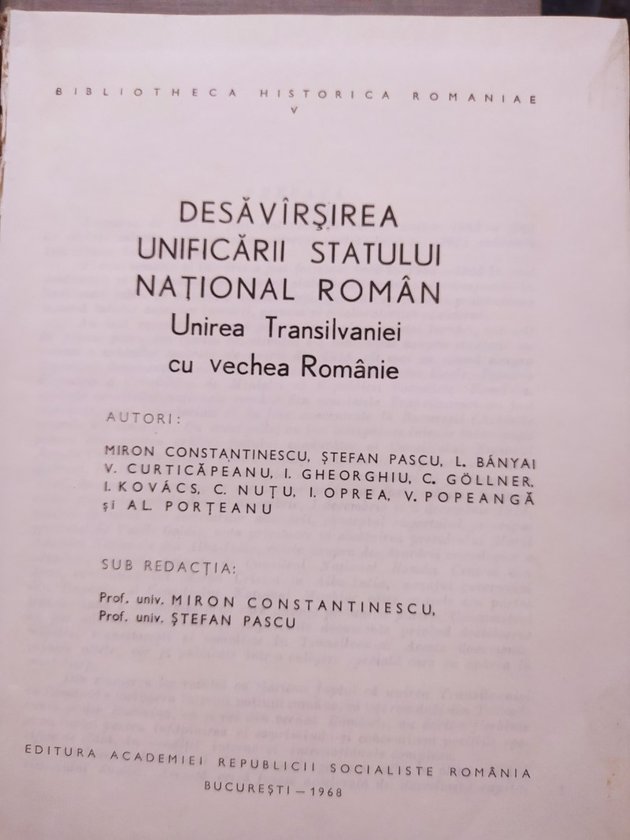 BIBLIOTHECA HISTORICA ROMANIAE
V
DESĂVÎRŞIREA
UNIFICĂRII STATULUI
NAŢIONAL ROMÂN
Unirea Transilvaniei
cu vechea Românie
AUTORI:
MIRON CONSTANTINESCU, ŞTEFAN PASCU, L. BÁNYAI
V. CURTICĂPEANU, I. GHEORGHIU, C. GÖLLNER,
I. KOVÁCS, C. NUŢU, I. OPREA, V. POPEANGĂ
şi AL. PORŢEANU
SUB REDACŢIA:
Prof. univ. MIRON CONSTANTINESCU,
Prof. univ. ŞTEFAN PASCU
EDITURA ACADEMIEI REPUBLICII SOCIALISTE ROMÂNIA
BUCUREŞTI — 1968